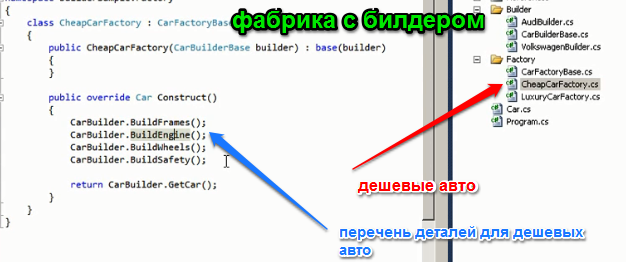 фабрика с билдером
class CheapCarFactory : CarFactoryBase
{
public CheapCarFactory(CarBuilderBase builder) : base(builder)
{
}
public override Car Construct()
{
CarBuilder.BuildFrames();
CarBuilder.BuildEngine();
CarBuilder.BuildWheels();
CarBuilder.BuildSafety();
return CarBuilder.GetCar();
}
}
}
Builder
AudiBuilder.cs
CarBuilderBase.cs
VolkswagenBuilder.cs
Factory
CarFactoryBase.cs
CheapCarFactory.cs
LuxuryCarFactory.cs
Car.cs
Program.cs
дешевые авто
перечень деталей для дешевых
авто